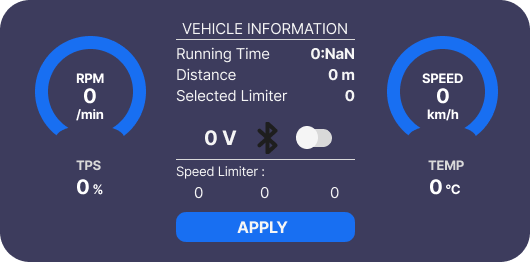 VEHICLE INFORMATION
Running Time 0:NaN
Distance 0 m
Selected Limiter 0
RPM
0
/min
SPEED
0
km/h
0 V
TPS
0 %
Speed Limiter :
0 0 0
TEMP
0 °C
APPLY